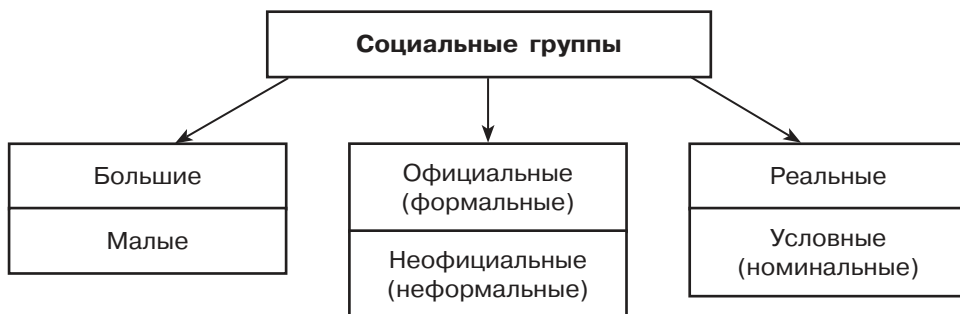 Социальные группы
Большие
Малые
Официальные
(формальные)
Неофициальные
(неформальные)
Реальные
Условные
(номинальные)